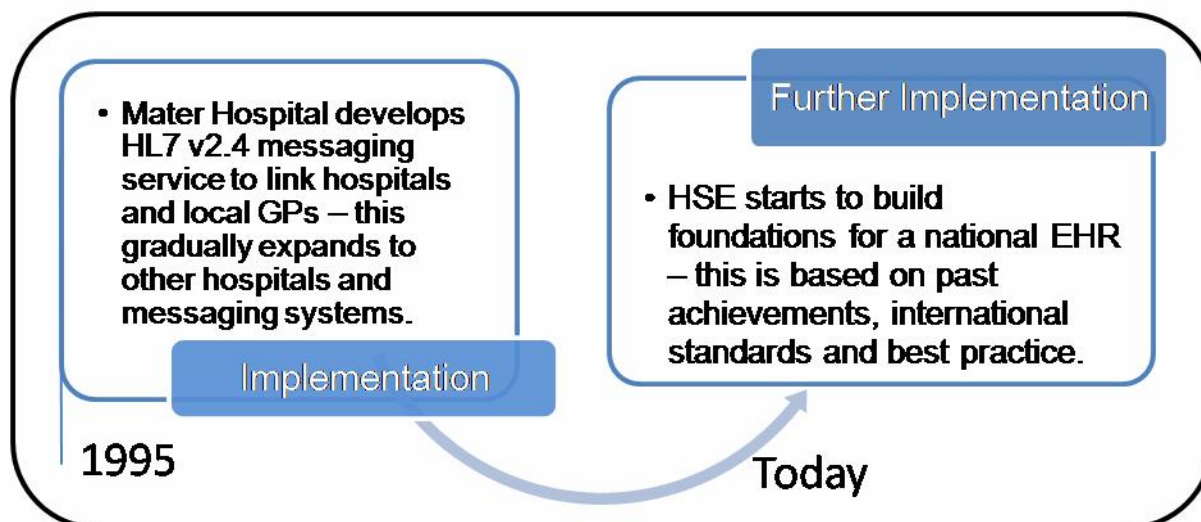 • Mater Hospital develops
HL7 v2.4 messaging
service to link hospitals
and local GPs – this
gradually expands to
other hospitals and
messaging systems.
Implementation
1995
Further Implementation
• HSE starts to build
foundations for a national EHR
– this is based on past
achievements, international
standards and best practice.
Today